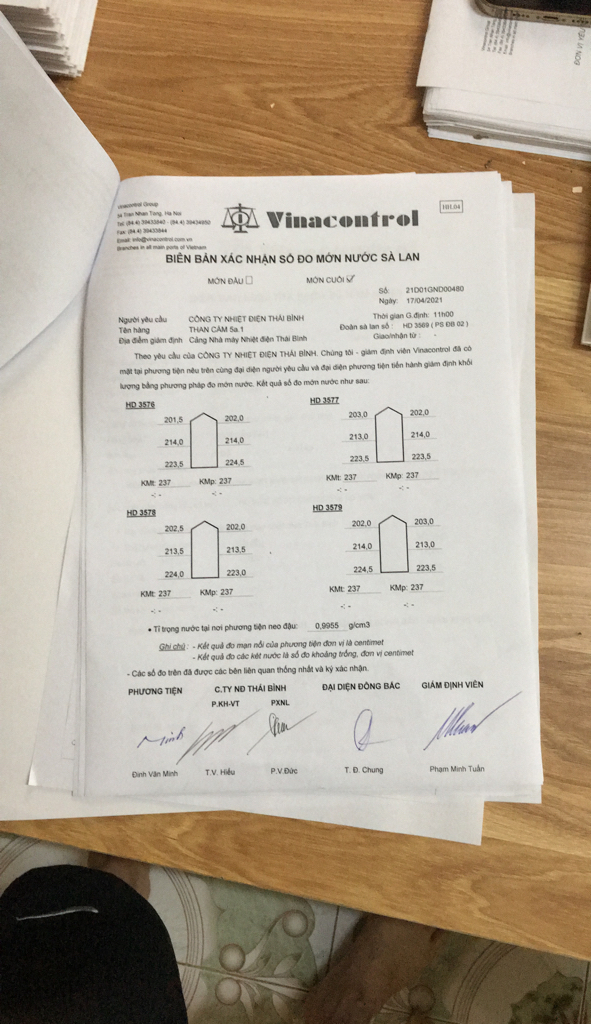 Vinacontrol Group
54 Tran Nhan Tong, Ha Noi
Tel: (84.4) 39433840 - (84.4) 39434950
Fax: (84.4) 39433844
Email: info@vinacontrol.com.vn
Branches in all main ports of Vietnam
Vinacontrol
HH.04
BIÊN BẢN XÁC NHẬN SỐ ĐO MỚN NƯỚC SÀ LAN
MỚN ĐẦU MỚN CUỐI
Số: 21D01GND00480
Ngày: 17/04/2021
Người yêu cầu CÔNG TY NHIỆT ĐIỆN THÁI BÌNH Thời gian G.định: 11h00
Tên hàng THAN CÁM 5a.1 Đoàn sà lan số : HD 3569 ( PS ĐB 02 )
Địa điểm giám định Cảng Nhà máy Nhiệt điện Thái Bình Giao/nhận từ : -
Theo yêu cầu của CÔNG TY NHIỆT ĐIỆN THÁI BÌNH. Chúng tôi - giám định viên Vinacontrol đã có
mặt tại phương tiện nêu trên cùng đại diện người yêu cầu và đại diện phương tiện tiến hành giám định khối
lượng bằng phương pháp đo mớn nước. Kết quả số đo mớn nước như sau:
HD 3576 HD 3577
201,5 202,0 203,0 202,0
214,0 214,0 213,0 214,0
223,5 224,5 223,5 223,5
KMt: 237 KMp: 237 KMt: 237 KMp: 237
-:- -:- -:-
HD 3578 HD 3579
202,5 202,0 202,0 203,0
213,5 213,5 214,0 213,0
224,0 223,0 224,5 223,5
KMt: 237 KMp: 237 KMt: 237 KMp: 237
-:- -:- -:- -:-
• Tỉ trọng nước tại nơi phương tiện neo đậu: 0,9955 g/cm3
Ghi chú : - Kết quả đo mạn nổi của phương tiện đơn vị là centimet
- Kết quả đo các két nước là số đo khoảng trống, đơn vị centimet
- Các số đo trên đã được các bên liên quan thống nhất và ký xác nhận.
PHƯƠNG TIỆN C.TY NĐ THÁI BÌNH ĐẠI DIỆN ĐÔNG BẮC GIÁM ĐỊNH VIÊN
P.KH-VT PXNL
Minh
Đinh Văn Minh T.V. Hiếu P.V.Đức T. Đ. Chung Phạm Minh Tuấn